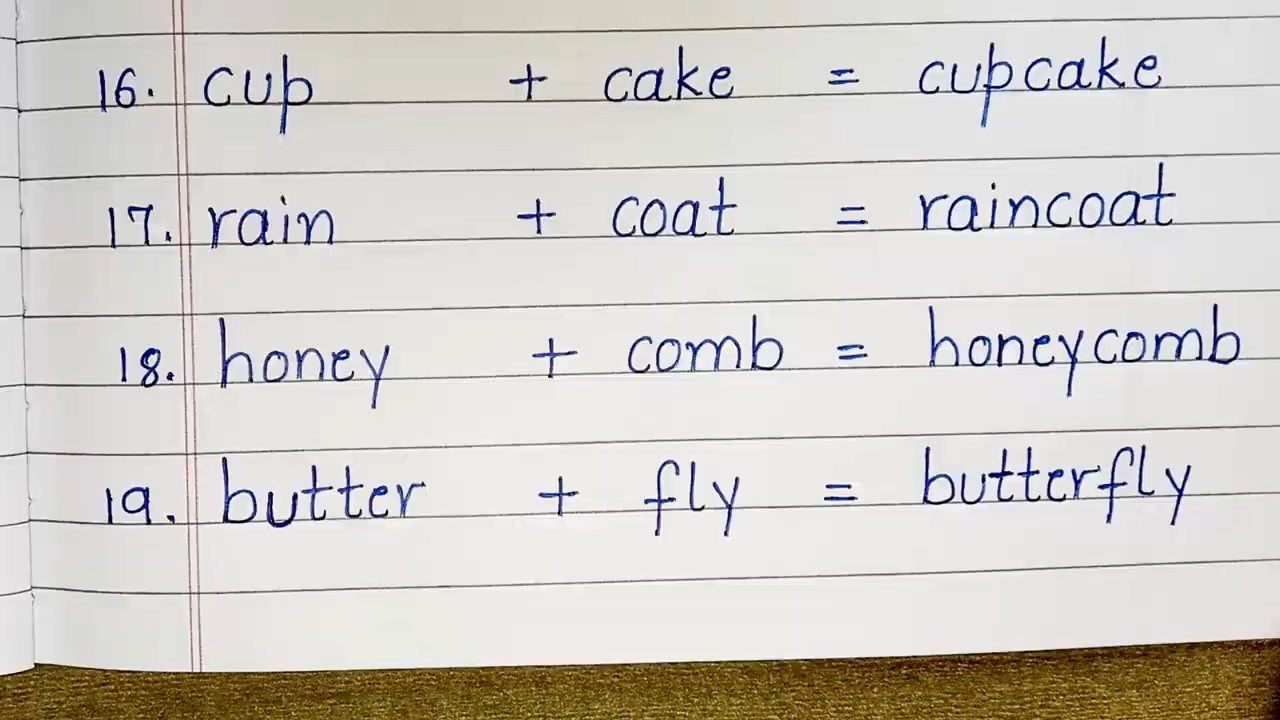 16. cup + cake = cupcake
17. rain + coat = raincoat
18. honey + comb = honeycomb
19. butter + fly = butterfly